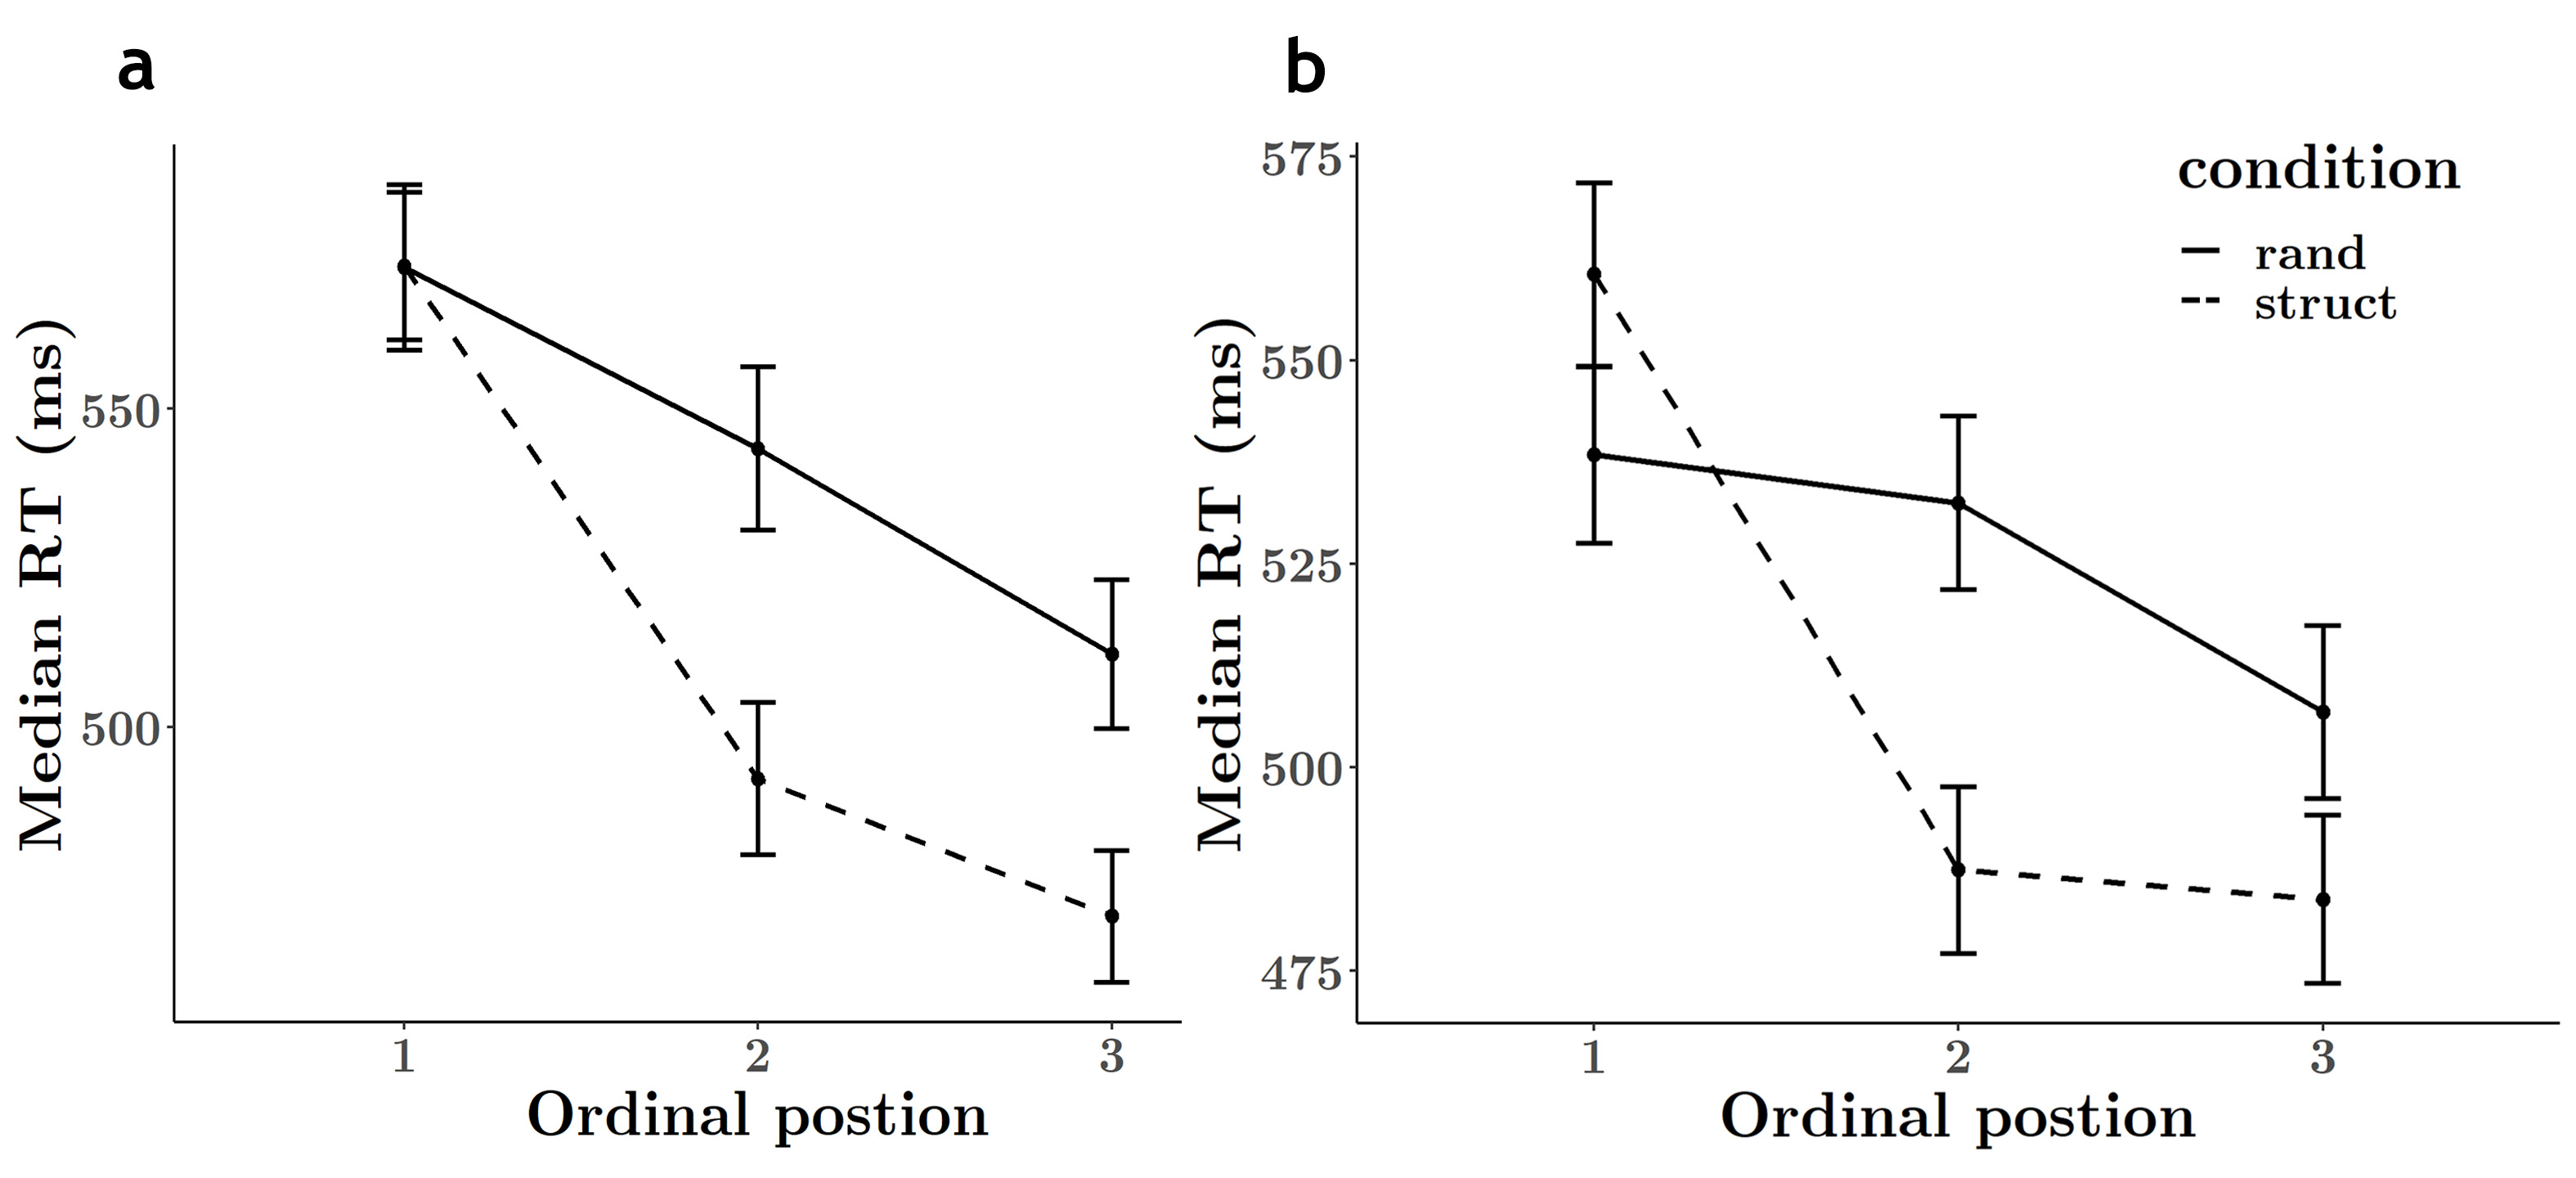 a
Median RT (ms)
550
500
1 2 3
Ordinal postion
b
Median RT (ms)
575
550
525
500
475
1 2 3
Ordinal postion
condition
rand
struct